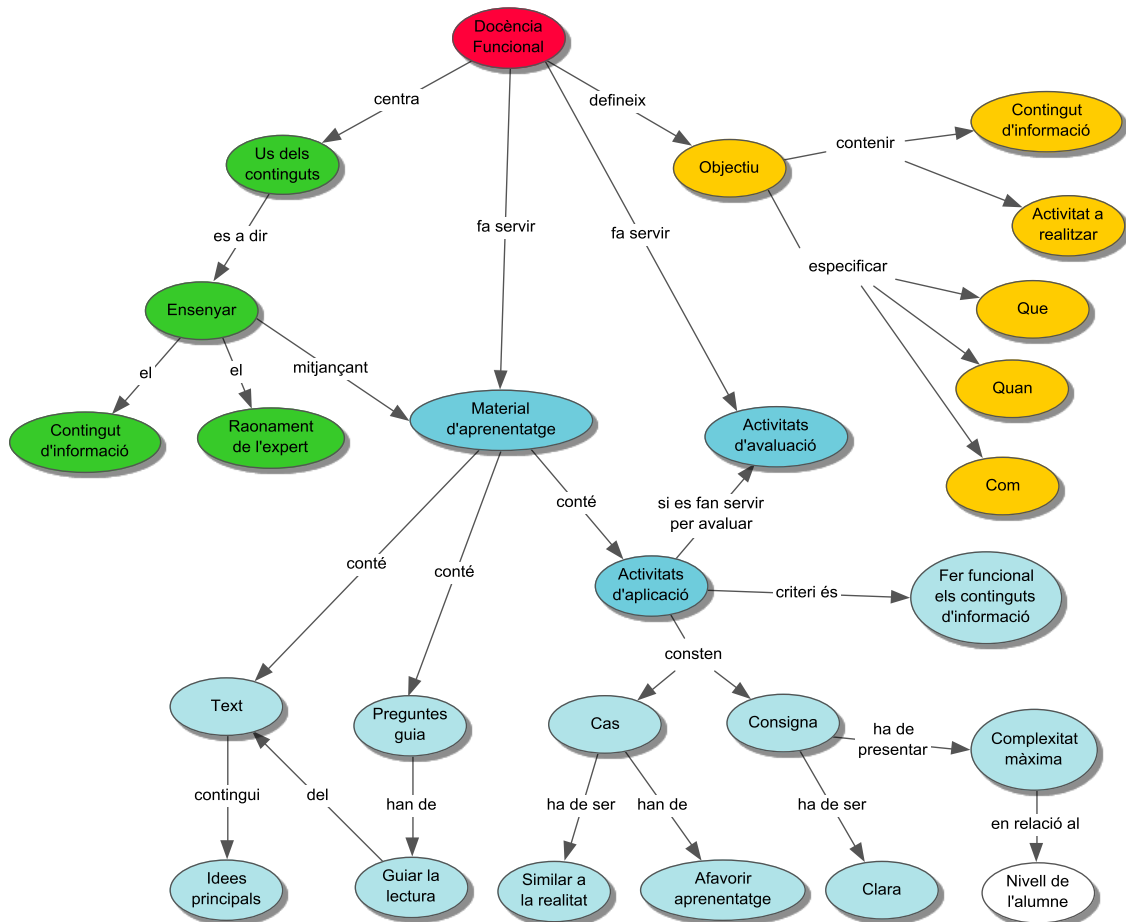 Docència
Funcional
centra
defineix
Us dels
continguts
Objectiu
contenir
Contingut
d'informació
Activitat a
realitzar
es a dir
fa servir
fa servir
especificar
Ensenyar
Que
Quan
Com
el
el
mitjançant
Contingut
d'informació
Raonament
de l'expert
Material
d'aprenentatge
Activitats
d'avaluació
conté
conté
conté
si es fan servir
per avaluar
Activitats
d'aplicació
criteri és
Fer funcional
els continguts
d'informació
consten
Text
Preguntes
guia
Cas
Consigna
ha de
presentar
Complexitat
màxima
contingui
del
han de
ha de ser
han de
ha de ser
en relació al
Idees
principals
Guiar la
lectura
Similar a
la realitat
Afavorir
aprenentatge
Clara
Nivell de
l'alumne